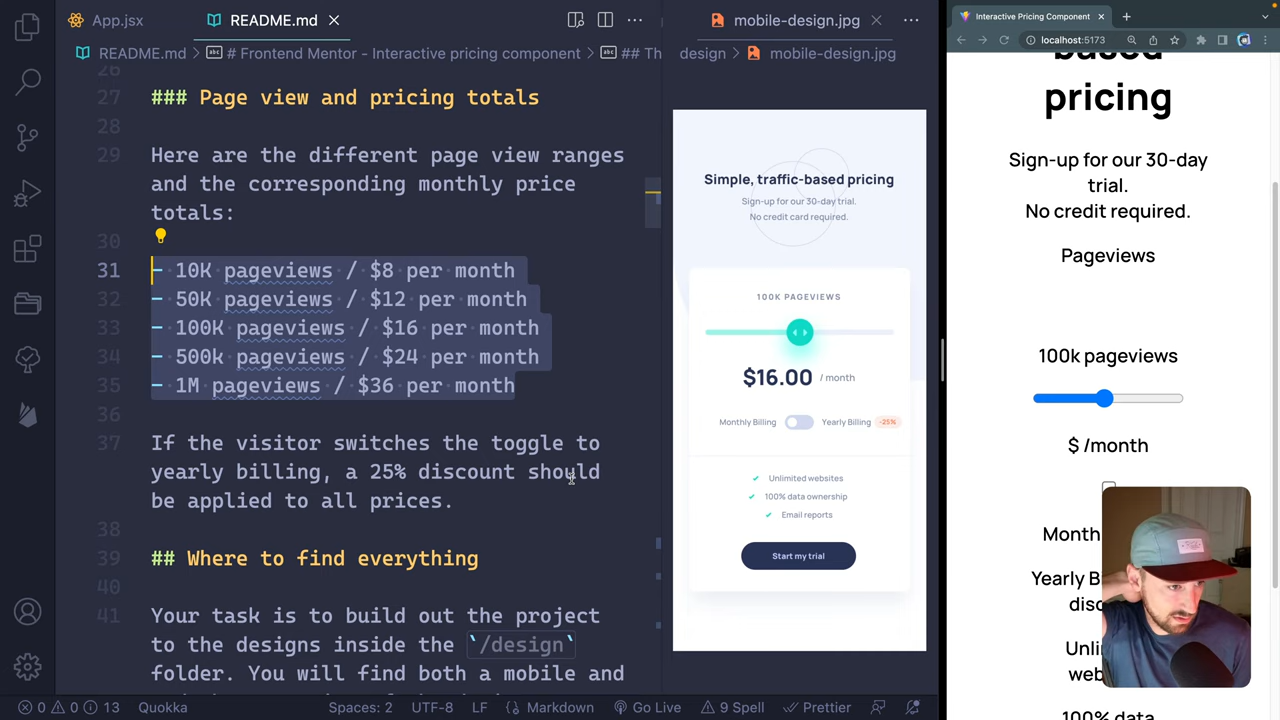 App.jsx
README.md
README.md
# Frontend Mentor - Interactive pricing component
## Th
27
28
29
30
31
32
33
34
35
36
37
38
39
40
41
### Page view and pricing totals
Here are the different page view ranges
and the corresponding monthly price
totals:
- 10K pageviews / $8 per month
- 50K pageviews / $12 per month
- 100K pageviews / $16 per month
- 500k pageviews / $24 per month
- 1M pageviews / $36 per month
If the visitor switches the toggle to
yearly billing, a 25% discount should
be applied to all prices.
## Where to find everything
Your task is to build out the project
to the designs inside the `/design`
folder. You will find both a mobile and
0 0 13
Quokka
Spaces: 2
UTF-8
LF
Markdown
Go Live
9 Spell
Prettier
mobile-design.jpg
design
mobile-design.jpg
Simple, traffic-based pricing
Sign-up for our 30-day trial.
No credit card required.
100K PAGEVIEWS
$16.00 / month
Monthly Billing
Yearly Billing
-25%
Unlimited websites
100% data ownership
Email reports
Start my trial
Interactive Pricing Component
localhost:5173
based
pricing
Sign-up for our 30-day
trial.
No credit required.
Pageviews
100k pageviews
$ /month
Month
Yearly B
disc
Unli
web
100% data